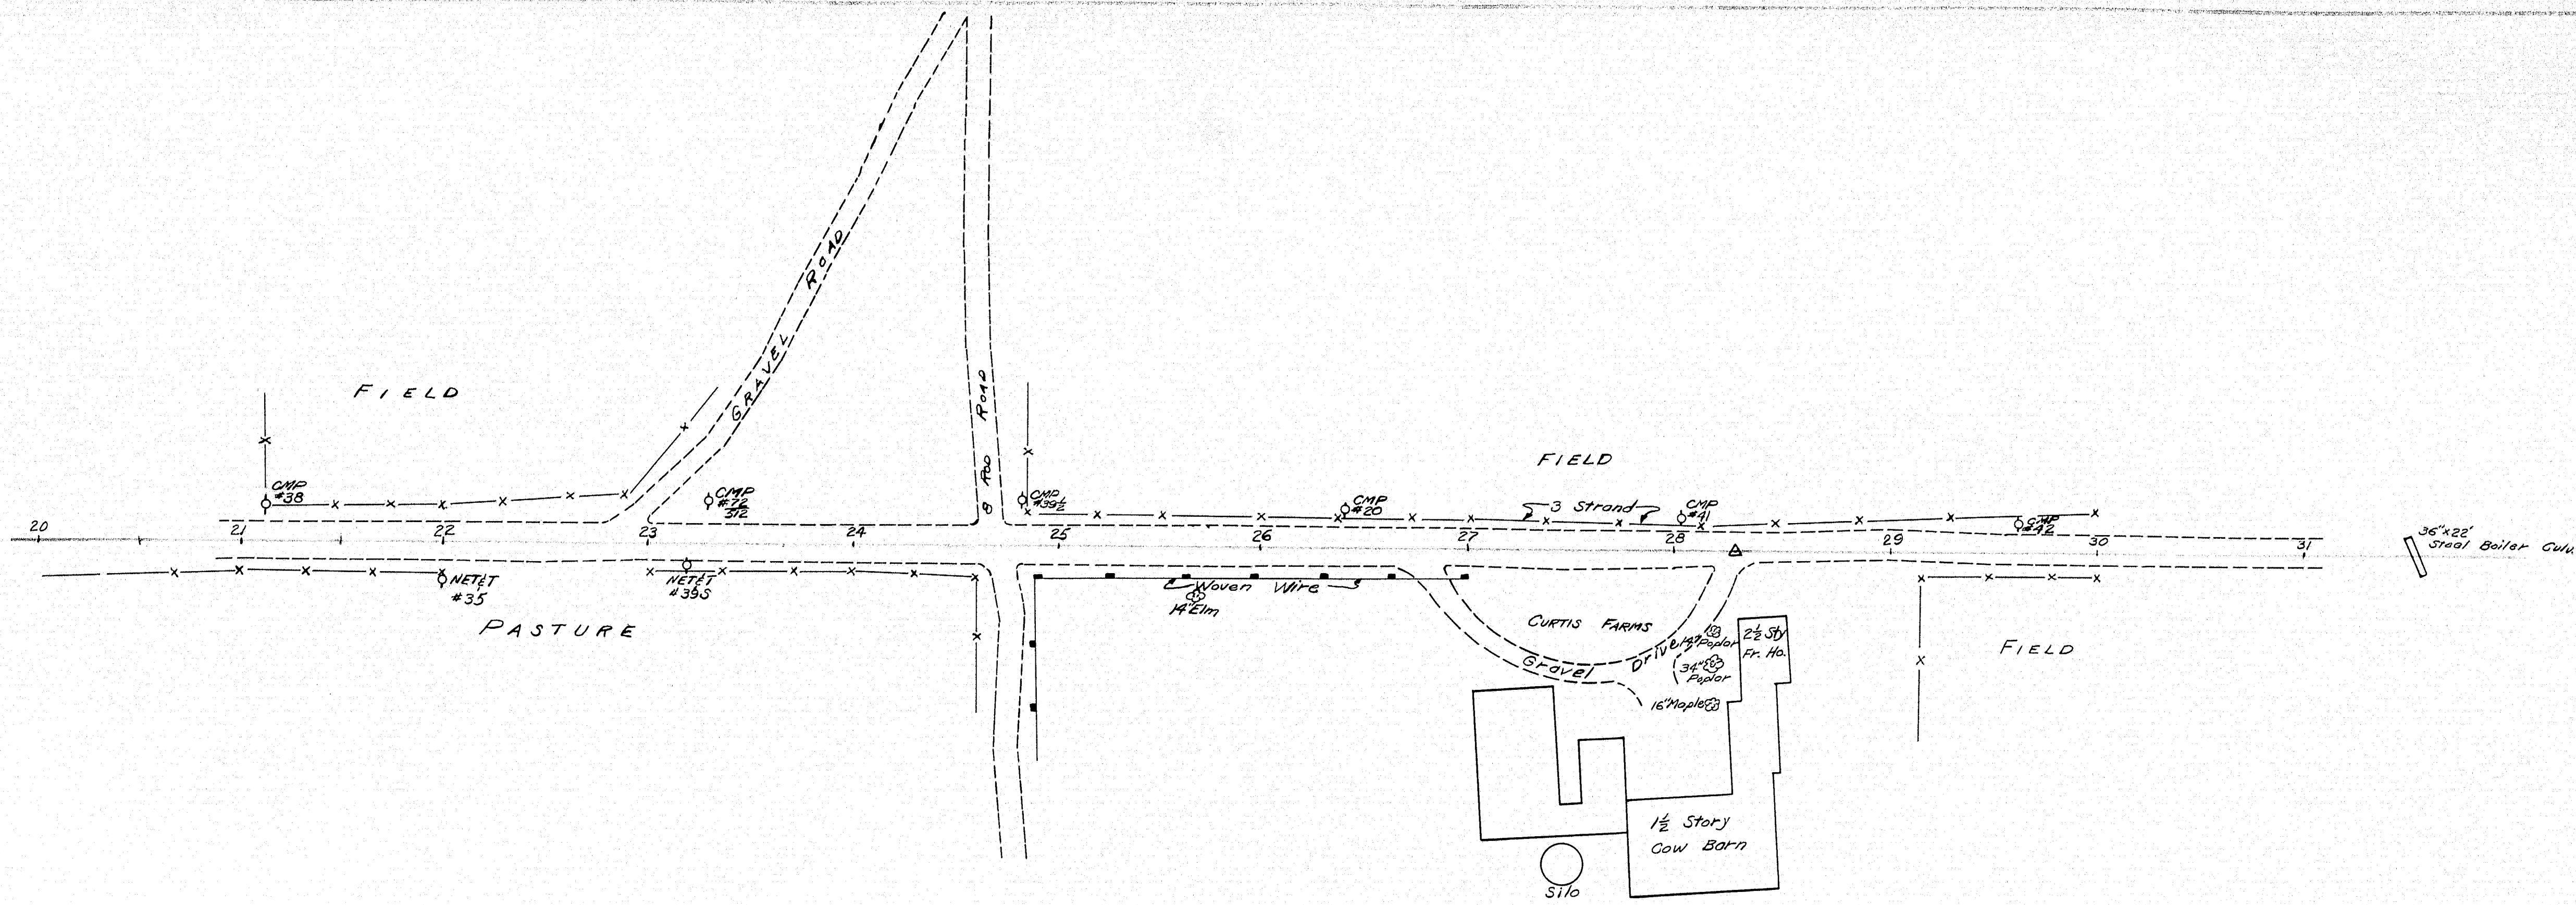 FIELD
GRAVEL ROAD
8 ROD ROAD
CMP
#38
CMP
#72
312
CMP
#39½
CMP
#20
3 Strand
FIELD
CMP
#41
CMP
#42
36"x22'
Steel Boiler Culv.
20
21
22
23
24
25
26
27
28
29
30
31
NET&T
#35
NET&T
#39S
PASTURE
Woven Wire
14"Elm
CURTIS FARMS
Gravel Drive
14"Poplar
34"
Poplar
16"Maple
2½ Sty
Fr. Ho.
FIELD
1½ Story
Cow Barn
Silo